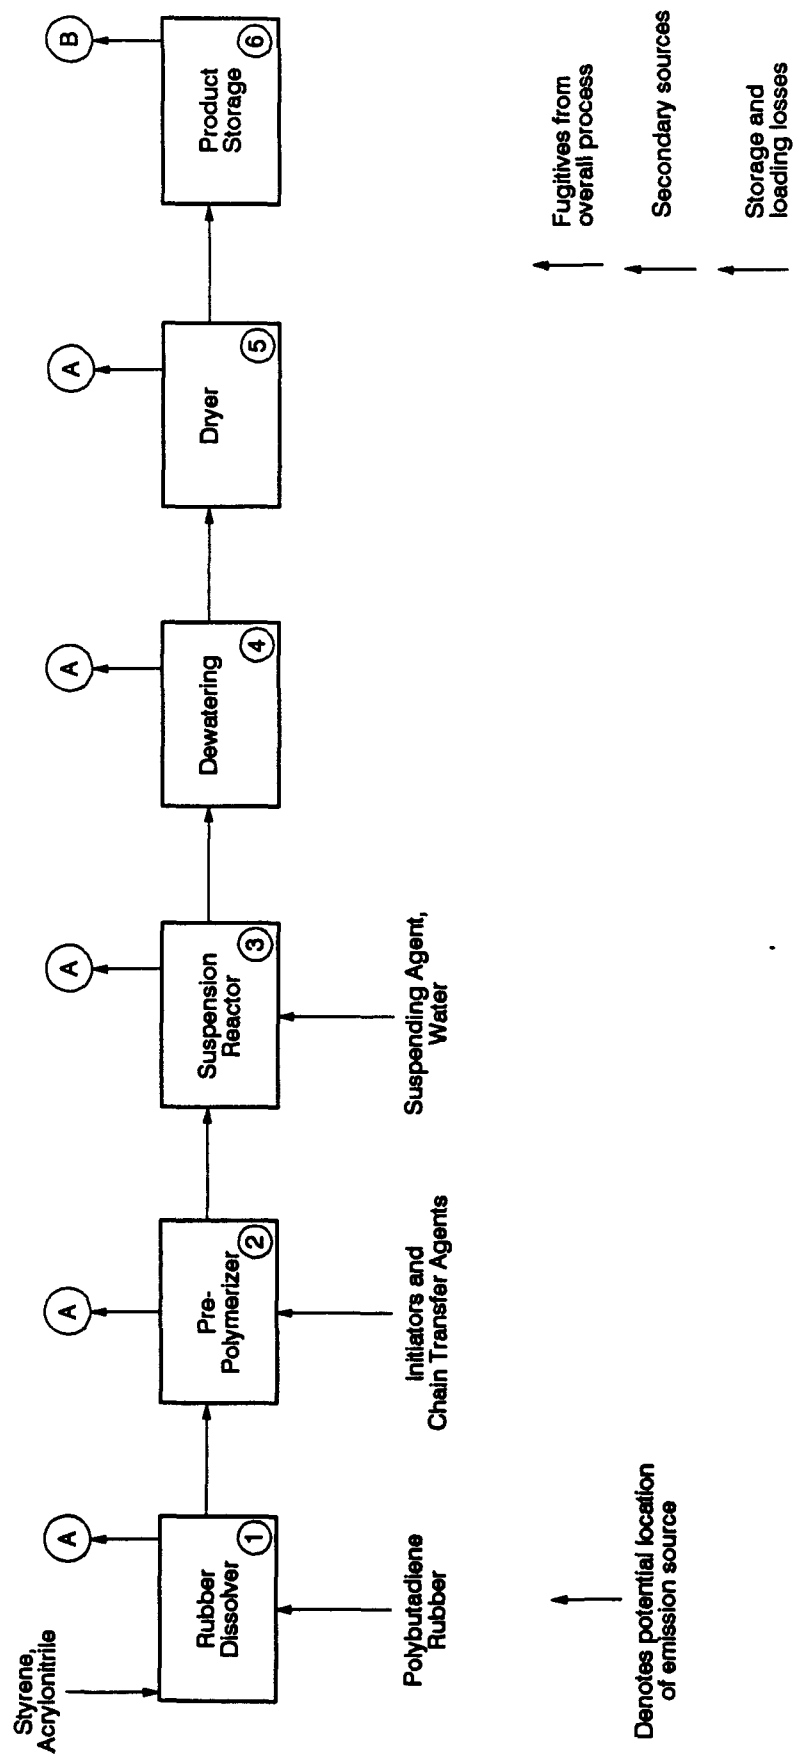 Styrene,
Acrylonitrile
A
Rubber
Dissolver
1
Polybutadiene
Rubber
A
Pre-
Polymerizer
2
Initiators and
Chain Transfer Agents
A
Suspension
Reactor
3
Suspending Agent,
Water
A
Dewatering
4
A
Dryer
5
B
Product
Storage
6
Denotes potential location
of emission source
Fugitives from
overall process
Secondary sources
Storage and
loading losses